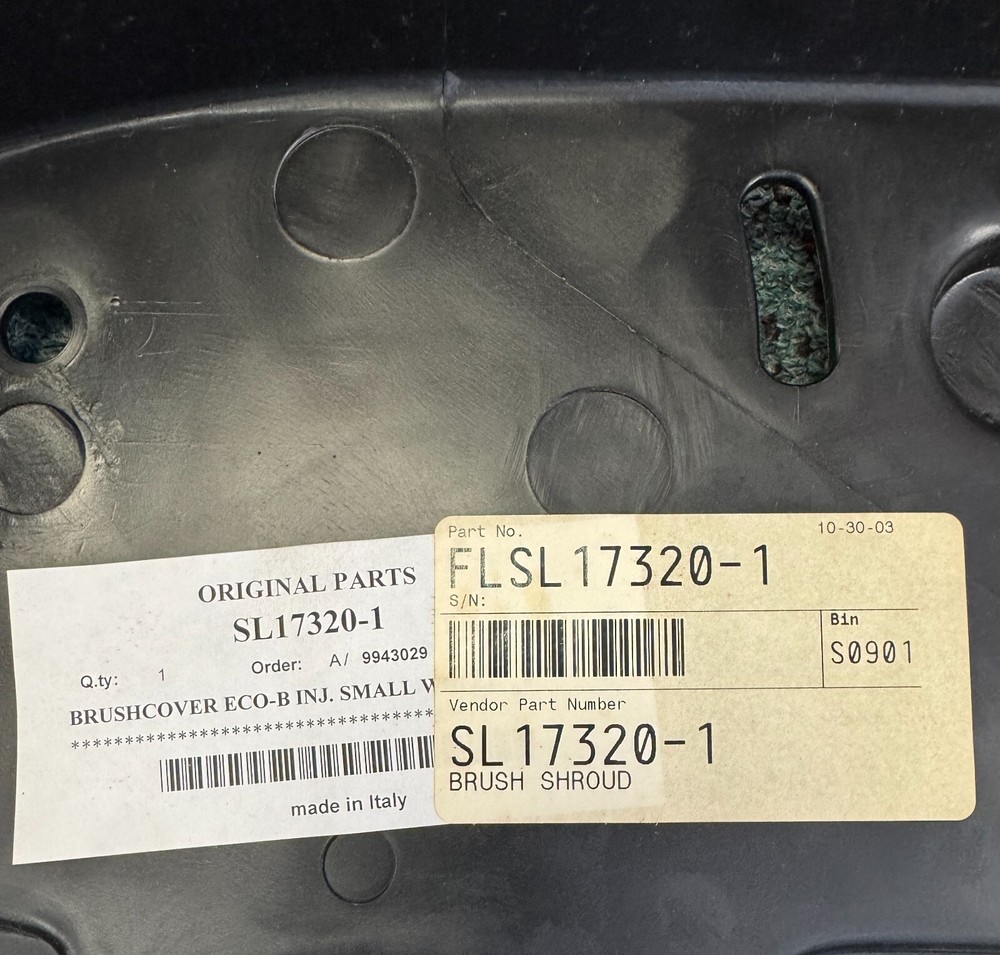 ORIGINAL PARTS
SL17320-1
Q.ty: 1 Order: A/ 9943029
BRUSHCOVER ECO-B INJ. SMALL
****************************************
made in Italy
Part No. 10-30-03
FLSL17320-1
S/N:
Bin
S0901
Vendor Part Number
SL17320-1
BRUSH SHROUD